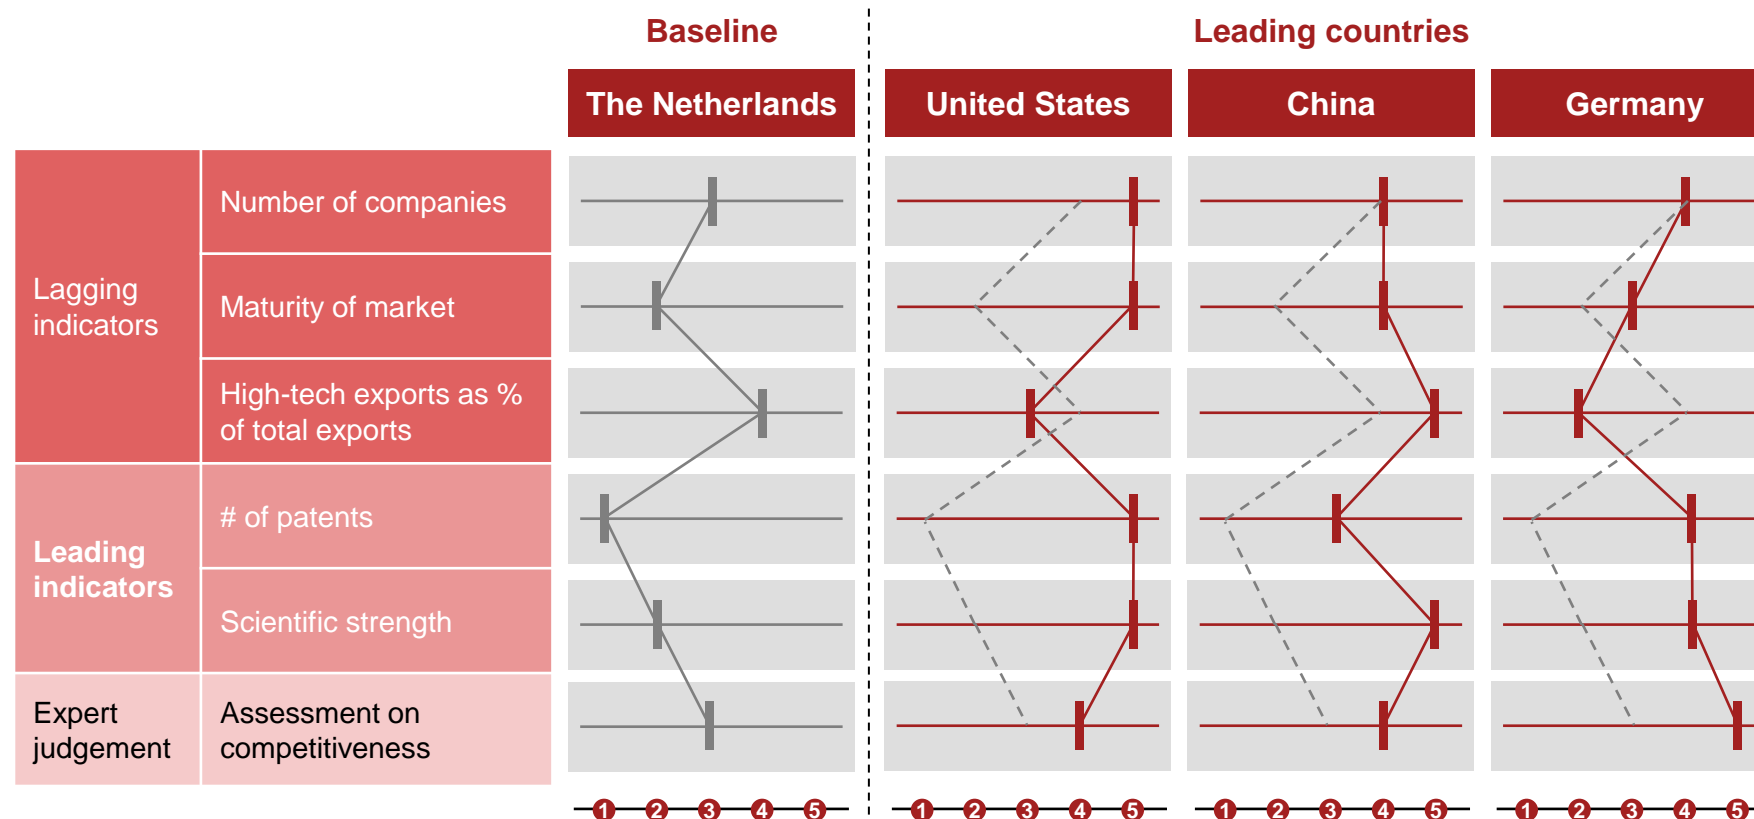 Baseline
Leading countries
The Netherlands
United States
China
Germany
Lagging
indicators
Number of companies
Maturity of market
High-tech exports as %
of total exports
Leading
indicators
# of patents
Scientific strength
Expert
judgement
Assessment on
competitiveness
1 2 3 4 5
1 2 3 4 5
1 2 3 4 5
1 2 3 4 5